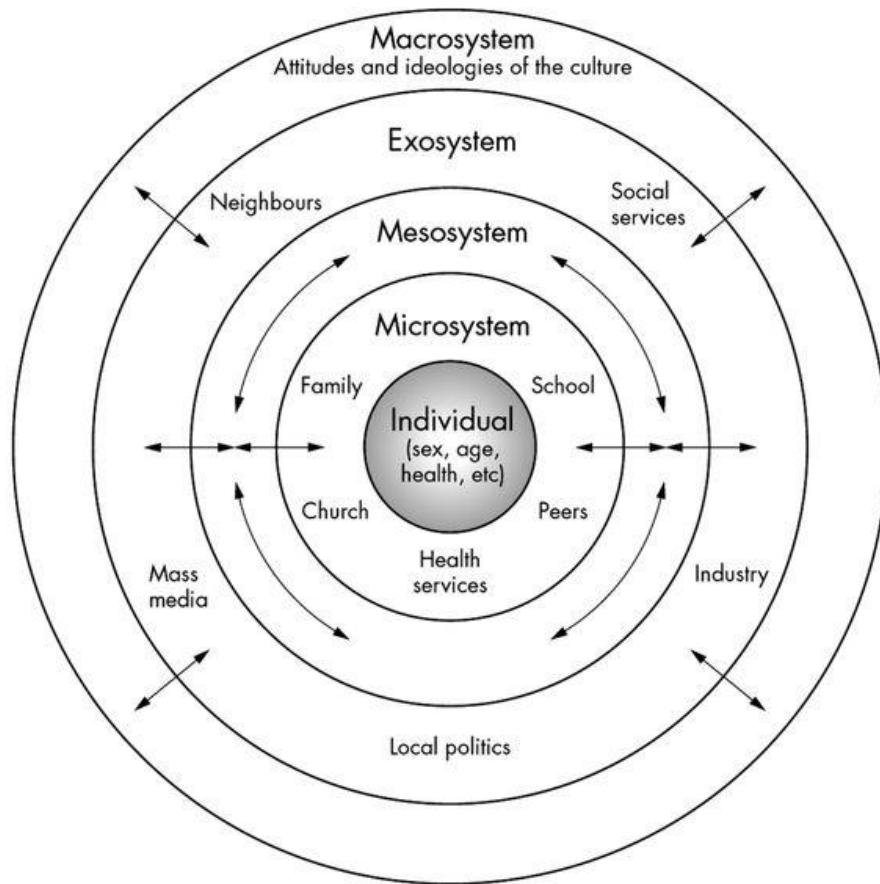 Macrosystem
Attitudes and ideologies of the culture
Exosystem
Neighbours
Social
services
Mesosystem
Microsystem
Family
School
Individual
(sex, age,
health, etc)
Church
Peers
Health
services
Mass
media
Industry
Local politics